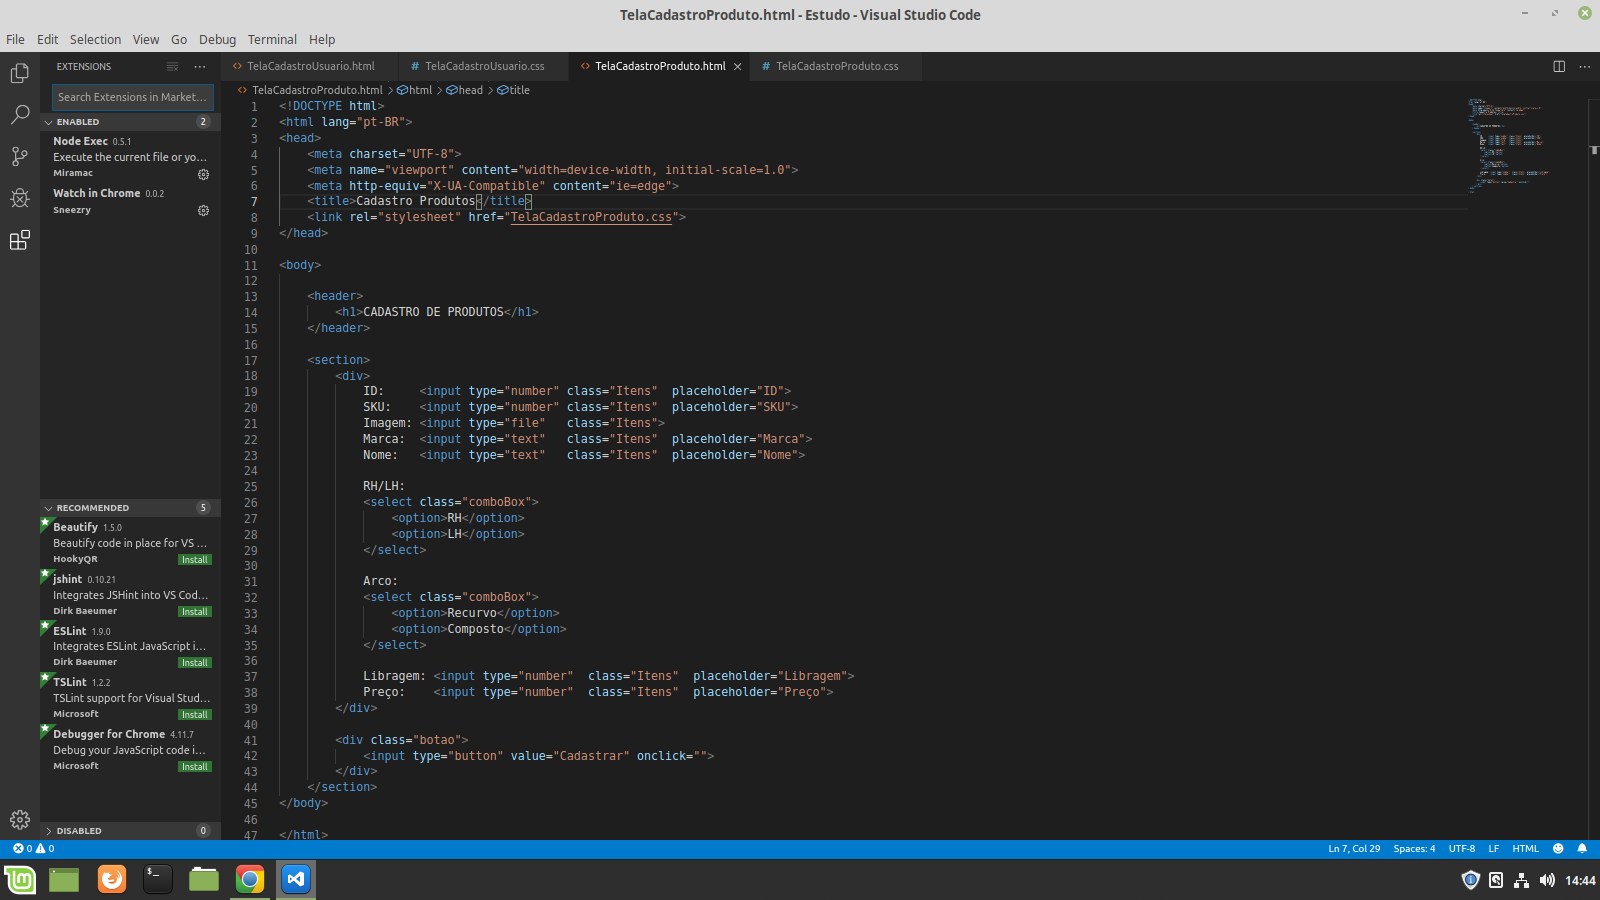 TelaCadastroProduto.html - Estudo - Visual Studio Code
File Edit Selection View Go Debug Terminal Help
EXTENSIONS
Search Extensions in Market...
ENABLED 2
Node Exec 0.5.1
Execute the current file or yo...
Miramac
Watch in Chrome 0.0.2
Sneezry
RECOMMENDED 5
Beautify 1.5.0
Beautify code in place for VS ...
HookyQR Install
jshint 0.10.21
Integrates JSHint into VS Cod...
Dirk Baeumer Install
ESLint 1.9.0
Integrates ESLint JavaScript i...
Dirk Baeumer Install
TSLint 1.2.2
TSLint support for Visual Stud...
Microsoft Install
Debugger for Chrome 4.11.7
Debug your JavaScript code i...
Microsoft Install
DISABLED 0
TelaCadastroUsuario.html TelaCadastroUsuario.css TelaCadastroProduto.html TelaCadastroProduto.css
TelaCadastroProduto.html > html > head > title
1 <!DOCTYPE html>
2 <html lang="pt-BR">
3 <head>
4 <meta charset="UTF-8">
5 <meta name="viewport" content="width=device-width, initial-scale=1.0">
6 <meta http-equiv="X-UA-Compatible" content="ie=edge">
7 <title>Cadastro Produtos</title>
8 <link rel="stylesheet" href="TelaCadastroProduto.css">
9 </head>
10
11 <body>
12
13 <header>
14 <h1>CADASTRO DE PRODUTOS</h1>
15 </header>
16
17 <section>
18 <div>
19 ID: <input type="number" class="Itens" placeholder="ID">
20 SKU: <input type="number" class="Itens" placeholder="SKU">
21 Imagem: <input type="file" class="Itens">
22 Marca: <input type="text" class="Itens" placeholder="Marca">
23 Nome: <input type="text" class="Itens" placeholder="Nome">
24
25 RH/LH:
26 <select class="comboBox">
27 <option>RH</option>
28 <option>LH</option>
29 </select>
30
31 Arco:
32 <select class="comboBox">
33 <option>Recurvo</option>
34 <option>Composto</option>
35 </select>
36
37 Libragem: <input type="number" class="Itens" placeholder="Libragem">
38 Preço: <input type="number" class="Itens" placeholder="Preço">
39 </div>
40
41 <div class="botao">
42 <input type="button" value="Cadastrar" onclick="">
43 </div>
44 </section>
45 </body>
46
47 </html>
0 0 Ln 7, Col 29 Spaces: 4 UTF-8 LF HTML
14:44